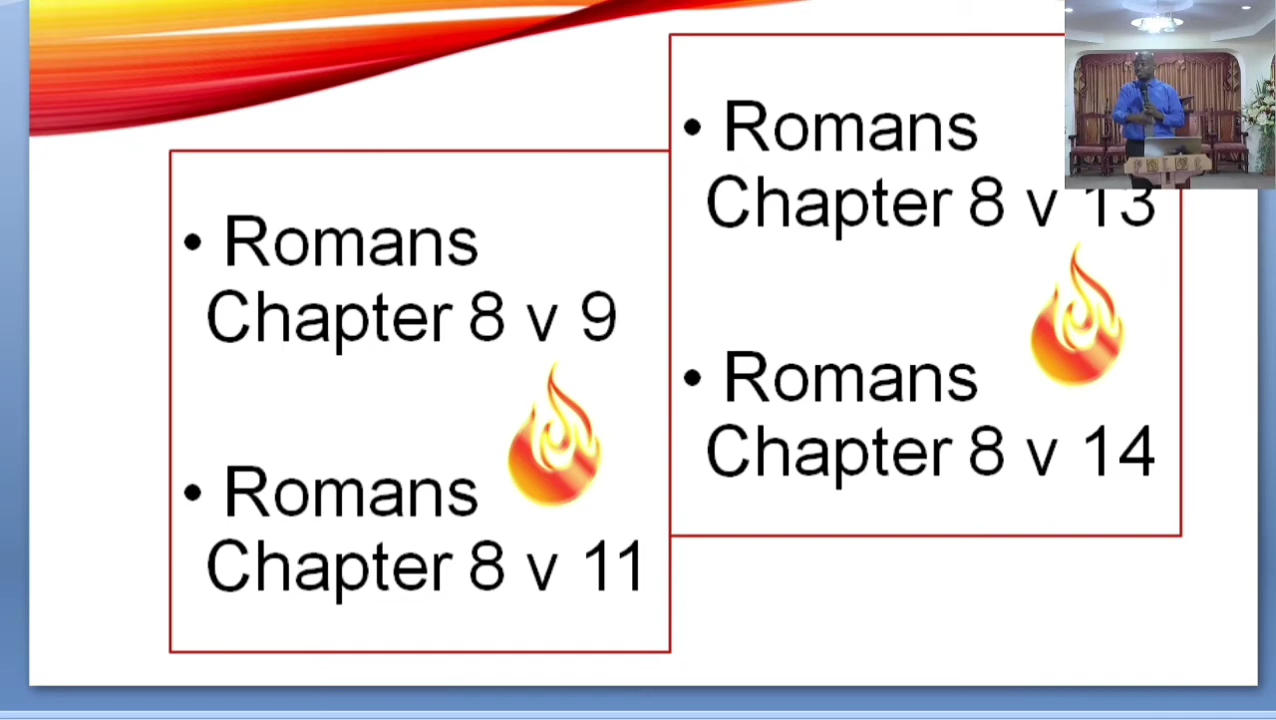 • Romans
Chapter 8 v 9
• Romans
Chapter 8 v 11
• Romans
Chapter 8 v 13
• Romans
Chapter 8 v 14